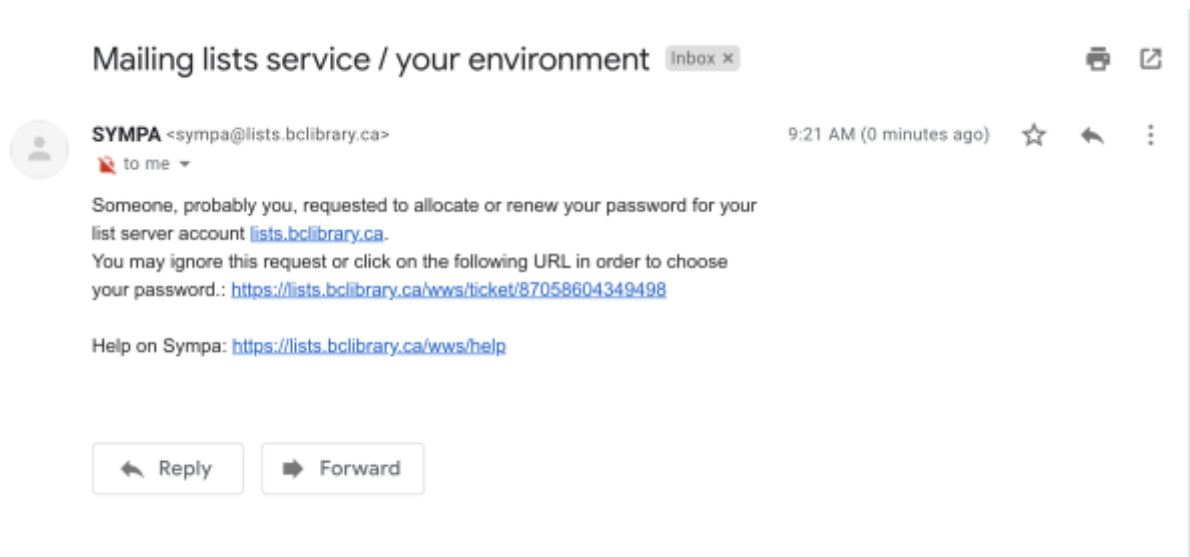 Mailing lists service / your environment Inbox ×
SYMPA <sympa@lists.bclibrary.ca> 9:21 AM (0 minutes ago)
to me
Someone, probably you, requested to allocate or renew your password for your
list server account lists.bclibrary.ca.
You may ignore this request or click on the following URL in order to choose
your password.: https://lists.bclibrary.ca/wws/ticket/87058604349498
Help on Sympa: https://lists.bclibrary.ca/wws/help
Reply Forward